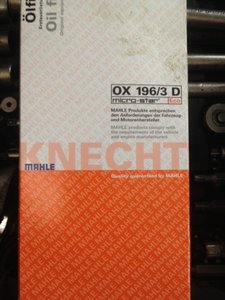 Ölfi
Oil f
OX 196/3 D
micro-star
eco
MAHLE Produkte entsprechen
den Anforderungen der Fahrzeug-
und Motorenhersteller.
MAHLE products comply with
the requirements of the vehicle
and engine manufacturers.
KNECHT
MAHLE
Quality guaranteed by MAHLE